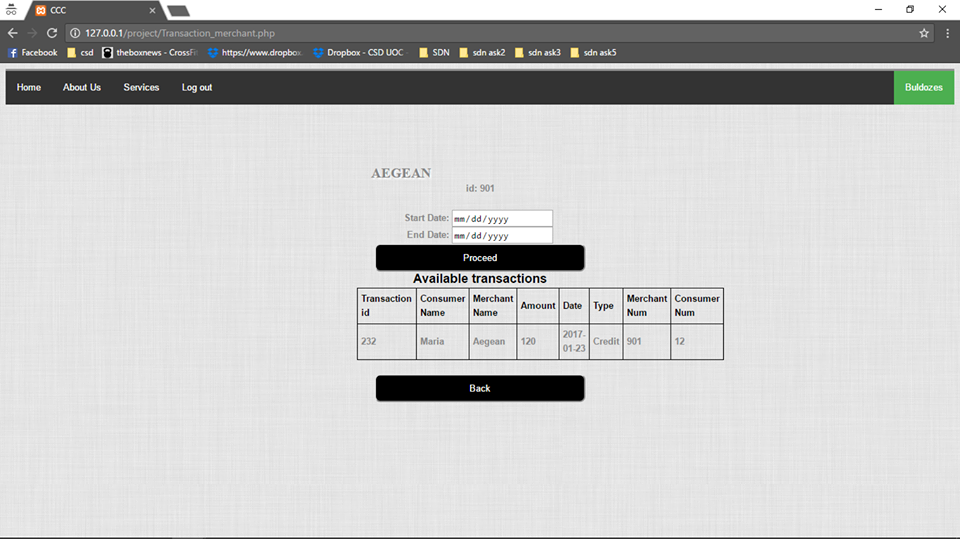 CCC
127.0.0.1/project/Transaction_merchant.php
Facebook csd theboxnews - CrossFi https://www.dropbox. Dropbox - CSD UOC - SDN sdn ask2 sdn ask3 sdn ask5
Home About Us Services Log out Buldozes
AEGEAN
id: 901
Start Date: mm/dd/yyyy
End Date: mm/dd/yyyy
Proceed
Available transactions
Transaction id Consumer Name Merchant Name Amount Date Type Merchant Num Consumer Num
232 Maria Aegean 120 2017-01-23 Credit 901 12
Back